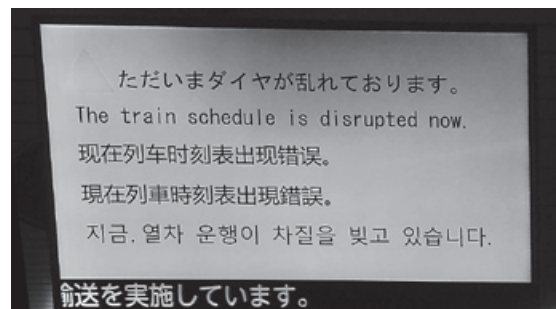 ただいまダイヤが乱れております。
The train schedule is disrupted now.
现在列车时刻表出现错误。
現在列車時刻表出現錯誤。
지금.열차 운행이 차질을 빚고 있습니다.
送を実施しています。